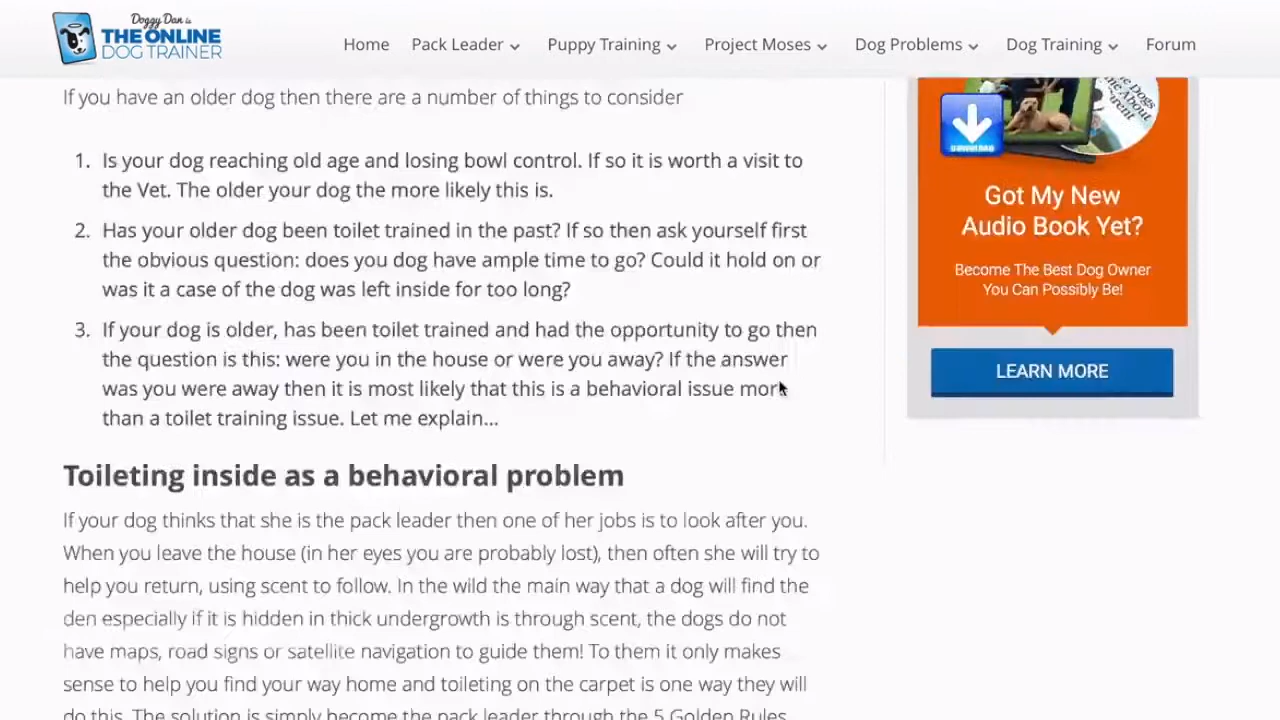 Doggy Dan is
THE ONLINE
DOG TRAINER
Home Pack Leader Puppy Training Project Moses Dog Problems Dog Training Forum
If you have an older dog then there are a number of things to consider
1. Is your dog reaching old age and losing bowl control. If so it is worth a visit to
the Vet. The older your dog the more likely this is.
2. Has your older dog been toilet trained in the past? If so then ask yourself first
the obvious question: does you dog have ample time to go? Could it hold on or
was it a case of the dog was left inside for too long?
3. If your dog is older, has been toilet trained and had the opportunity to go then
the question is this: were you in the house or were you away? If the answer
was you were away then it is most likely that this is a behavioral issue more
than a toilet training issue. Let me explain...
Toileting inside as a behavioral problem
If your dog thinks that she is the pack leader then one of her jobs is to look after you.
When you leave the house (in her eyes you are probably lost), then often she will try to
help you return, using scent to follow. In the wild the main way that a dog will find the
den especially if it is hidden in thick undergrowth is through scent, the dogs do not
have maps, road signs or satellite navigation to guide them! To them it only makes
sense to help you find your way home and toileting on the carpet is one way they will
do this. The solution is simply become the pack leader through the 5 Golden Rules
Got My New
Audio Book Yet?
Become The Best Dog Owner
You Can Possibly Be!
LEARN MORE